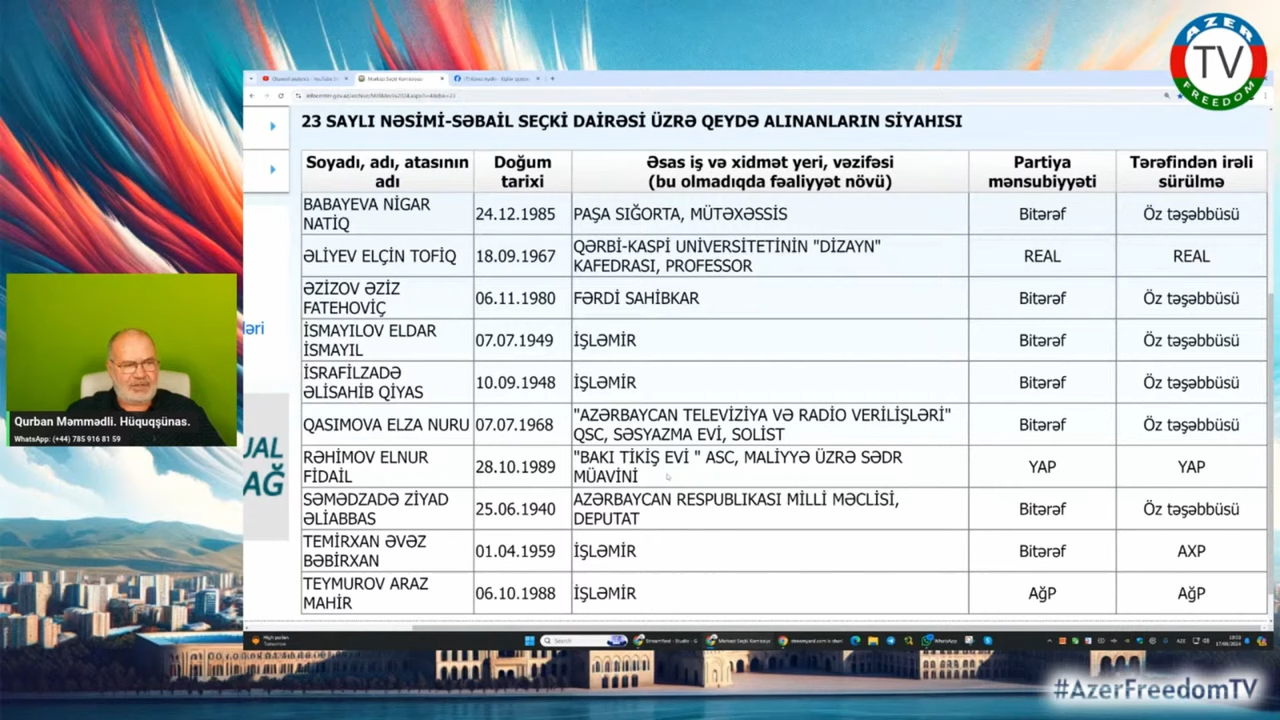 AZER
TV
FREEDOM
23 SAYLI NƏSİMİ-SƏBAİL SEÇKİ DAİRƏSİ ÜZRƏ QEYDƏ ALINANLARIN SİYAHISI
Soyadı, adı, atasının adı
Doğum tarixi
Əsas iş və xidmət yeri, vəzifəsi
(bu olmadıqda fəaliyyət növü)
Partiya mənsubiyyəti
Tərəfindən irəli sürülmə
BABAYEVA NİGAR NATİQ 24.12.1985 PAŞA SIĞORTA, MÜTƏXƏSSİS Bitərəf Öz təşəbbüsü
ƏLİYEV ELÇİN TOFİQ 18.09.1967 QƏRBİ-KASPİ UNİVERSİTETİNİN "DİZAYN" KAFEDRASI, PROFESSOR REAL REAL
ƏZİZOV ƏZİZ FATEHOVİÇ 06.11.1980 FƏRDİ SAHİBKAR Bitərəf Öz təşəbbüsü
İSMAYILOV ELDAR İSMAYIL 07.07.1949 İŞLƏMİR Bitərəf Öz təşəbbüsü
İSRAFİLZADƏ ƏLİSAHİB QİYAS 10.09.1948 İŞLƏMİR Bitərəf Öz təşəbbüsü
QASIMOVA ELZA NURU 07.07.1968 "AZƏRBAYCAN TELEVİZİYA VƏ RADİO VERİLİŞLƏRİ" QSC, SƏSYAZMA EVİ, SOLİST Bitərəf Öz təşəbbüsü
RƏHİMOV ELNUR FİDAİL 28.10.1989 "BAKI TİKİŞ EVİ " ASC, MALİYYƏ ÜZRƏ SƏDR MÜAVİNİ YAP YAP
SƏMƏDZADƏ ZİYAD ƏLİABBAS 25.06.1940 AZƏRBAYCAN RESPUBLIKASI MİLLİ MƏCLİSİ, DEPUTAT Bitərəf Öz təşəbbüsü
TEMİRXAN ƏVƏZ BƏBİRXAN 01.04.1959 İŞLƏMİR Bitərəf AXP
TEYMUROV ARAZ MAHİR 06.10.1988 İŞLƏMİR AğP AğP
ləri
UAL
AĞ
Qurban Məmmədli. Hüquqşünas.
WhatsApp: (+44) 785 916 81 59
Search
WhatsApp
17/06/2024
#AzerFreedomTV